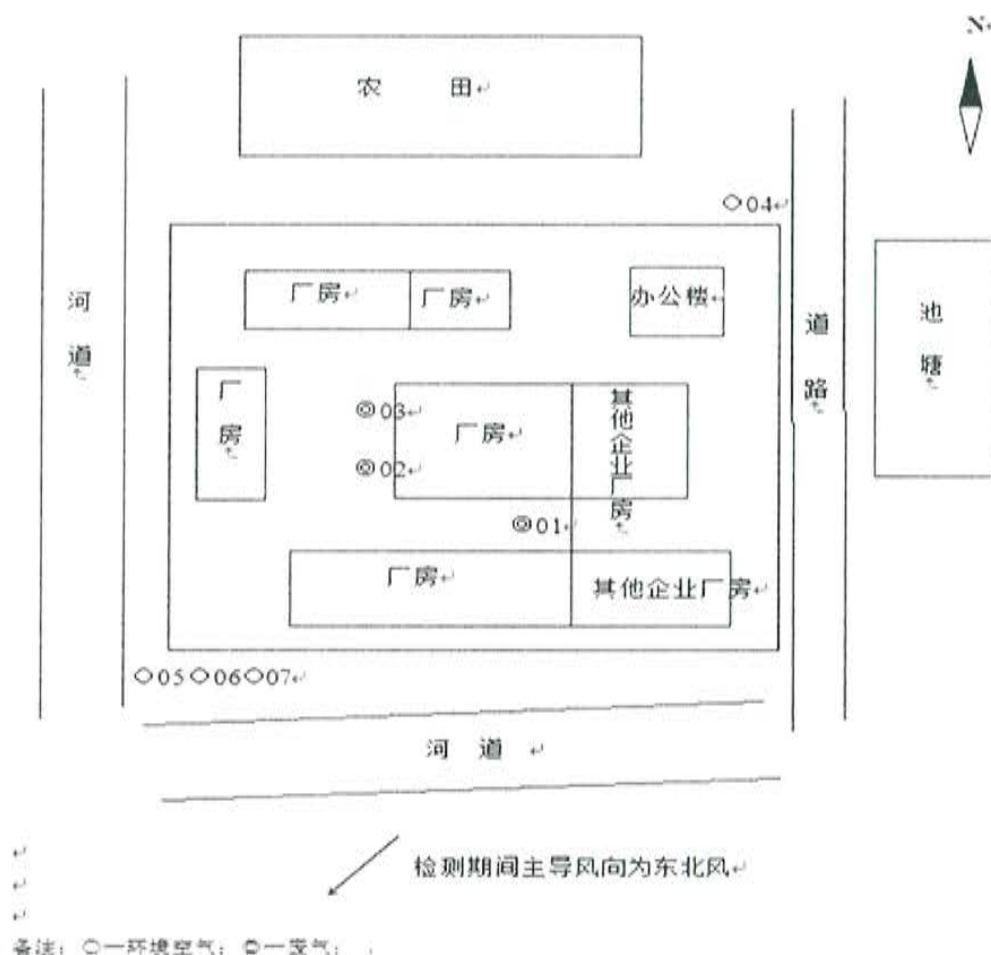 N
农 田
◇04
河道
厂房
厂房
办公楼
道路
池塘
厂房
◎03
厂房
其他企业厂房
◎02
◎01
厂房
其他企业厂房
◇05◇06◇07
河 道
检测期间主导风向为东北风
备注: ○—环境空气; ◎—废气;